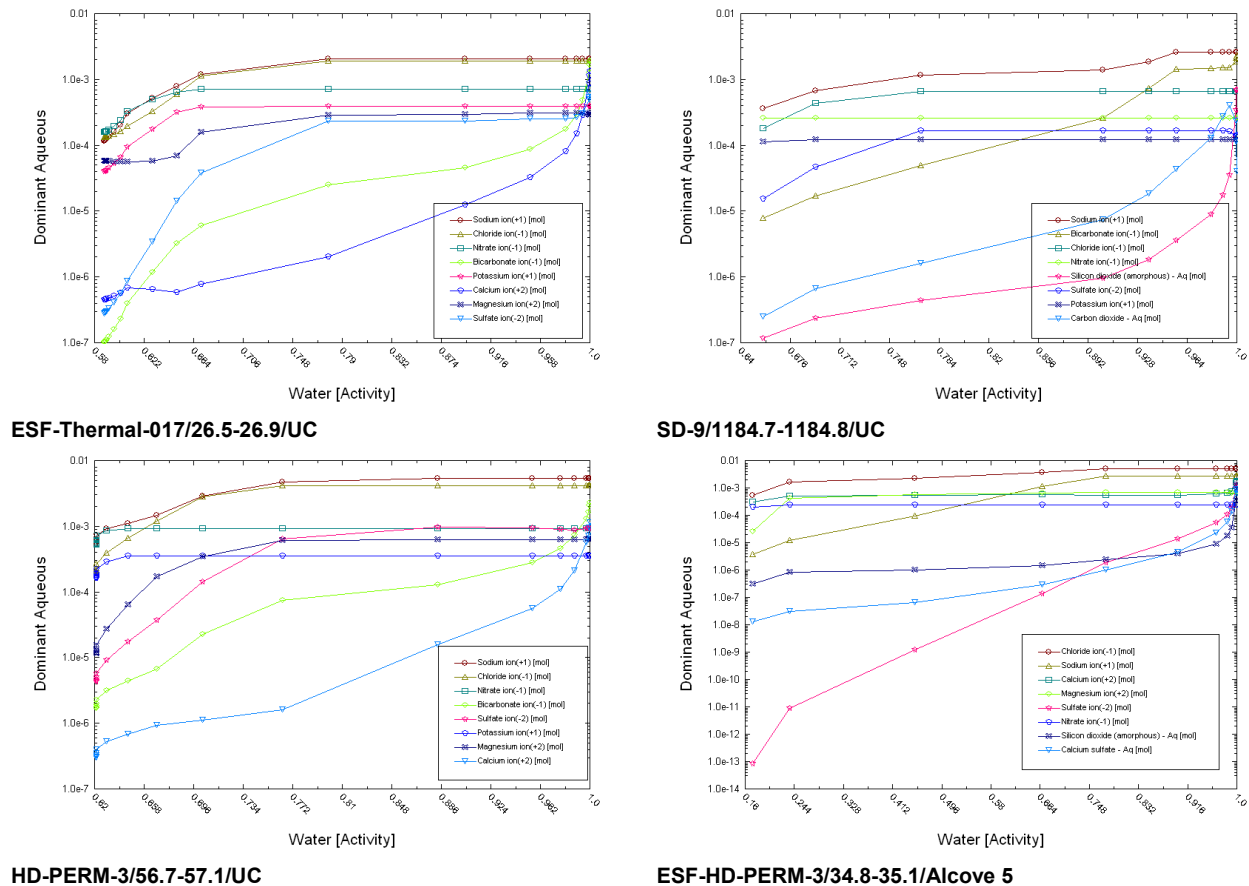 0.01
1.0e-3
1.0e-4
1.0e-5
1.0e-6
1.0e-7
Dominant Aqueous
Sodium ion(+1) [mol]
Chloride ion(-1) [mol]
Nitrate ion(-1) [mol]
Bicarbonate ion(-1) [mol]
Potassium ion(+1) [mol]
Calcium ion(+2) [mol]
Magnesium ion(+2) [mol]
Sulfate ion(-2) [mol]
0.58 0.622 0.664 0.706 0.748 0.79 0.832 0.874 0.916 0.958 1.0
Water [Activity]
ESF-Thermal-017/26.5-26.9/UC
0.01
1.0e-3
1.0e-4
1.0e-5
1.0e-6
1.0e-7
Dominant Aqueous
Sodium ion(+1) [mol]
Bicarbonate ion(-1) [mol]
Chloride ion(-1) [mol]
Nitrate ion(-1) [mol]
Silicon dioxide (amorphous) - Aq [mol]
Sulfate ion(-2) [mol]
Potassium ion(+1) [mol]
Carbon dioxide - Aq [mol]
0.64 0.676 0.712 0.748 0.784 0.82 0.856 0.892 0.928 0.964 1.0
Water [Activity]
SD-9/1184.7-1184.8/UC
0.01
1.0e-3
1.0e-4
1.0e-5
1.0e-6
1.0e-7
Dominant Aqueous
Sodium ion(+1) [mol]
Chloride ion(-1) [mol]
Nitrate ion(-1) [mol]
Bicarbonate ion(-1) [mol]
Sulfate ion(-2) [mol]
Potassium ion(+1) [mol]
Magnesium ion(+2) [mol]
Calcium ion(+2) [mol]
0.62 0.658 0.696 0.734 0.772 0.81 0.848 0.886 0.924 0.962 1.0
Water [Activity]
HD-PERM-3/56.7-57.1/UC
0.01
1.0e-3
1.0e-4
1.0e-5
1.0e-6
1.0e-7
1.0e-8
1.0e-9
1.0e-10
1.0e-11
1.0e-12
1.0e-13
1.0e-14
Dominant Aqueous
Chloride ion(-1) [mol]
Sodium ion(+1) [mol]
Calcium ion(+2) [mol]
Magnesium ion(+2) [mol]
Sulfate ion(-2) [mol]
Nitrate ion(-1) [mol]
Silicon dioxide (amorphous) - Aq [mol]
Calcium sulfate - Aq [mol]
0.16 0.244 0.328 0.412 0.496 0.58 0.664 0.748 0.832 0.916 1.0
Water [Activity]
ESF-HD-PERM-3/34.8-35.1/Alcove 5